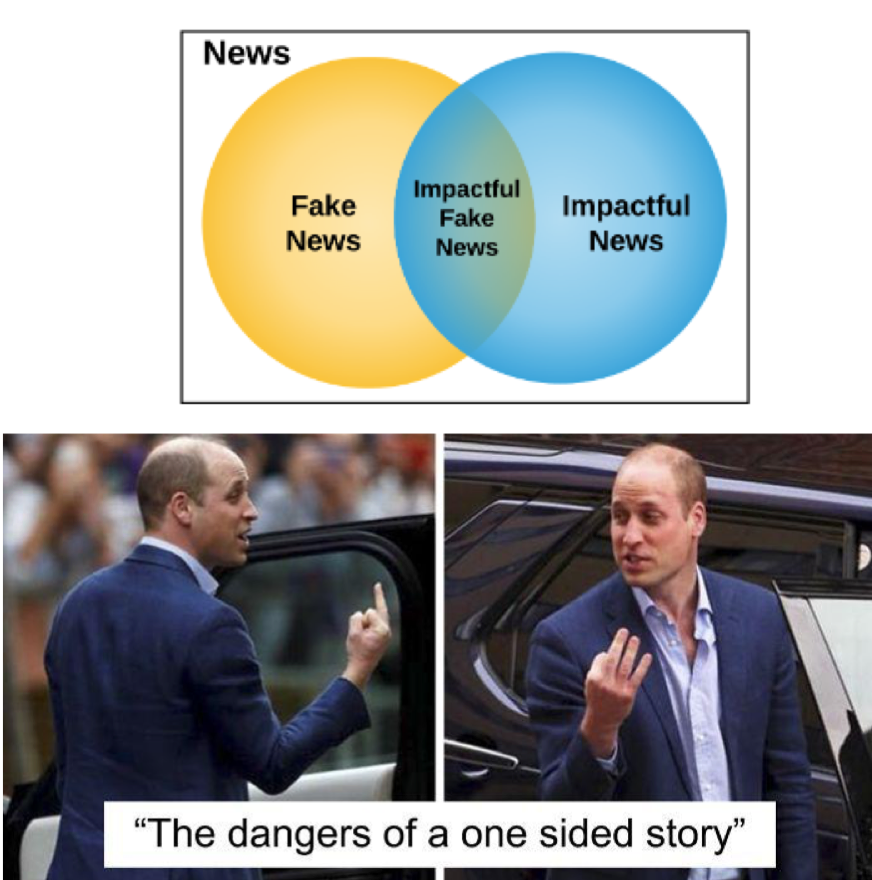 News
Fake
News
Impactful
Fake
News
Impactful
News
“The dangers of a one sided story”